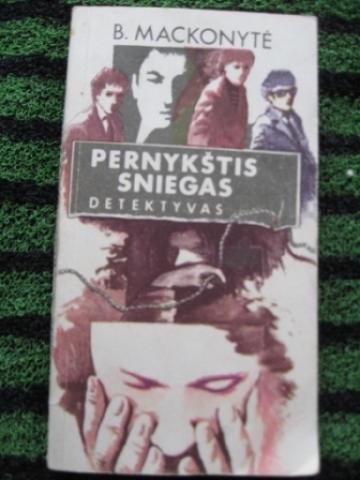 B. MACKONYTĖ
PERNYKŠTIS
SNIEGAS
DETEKTYVAS